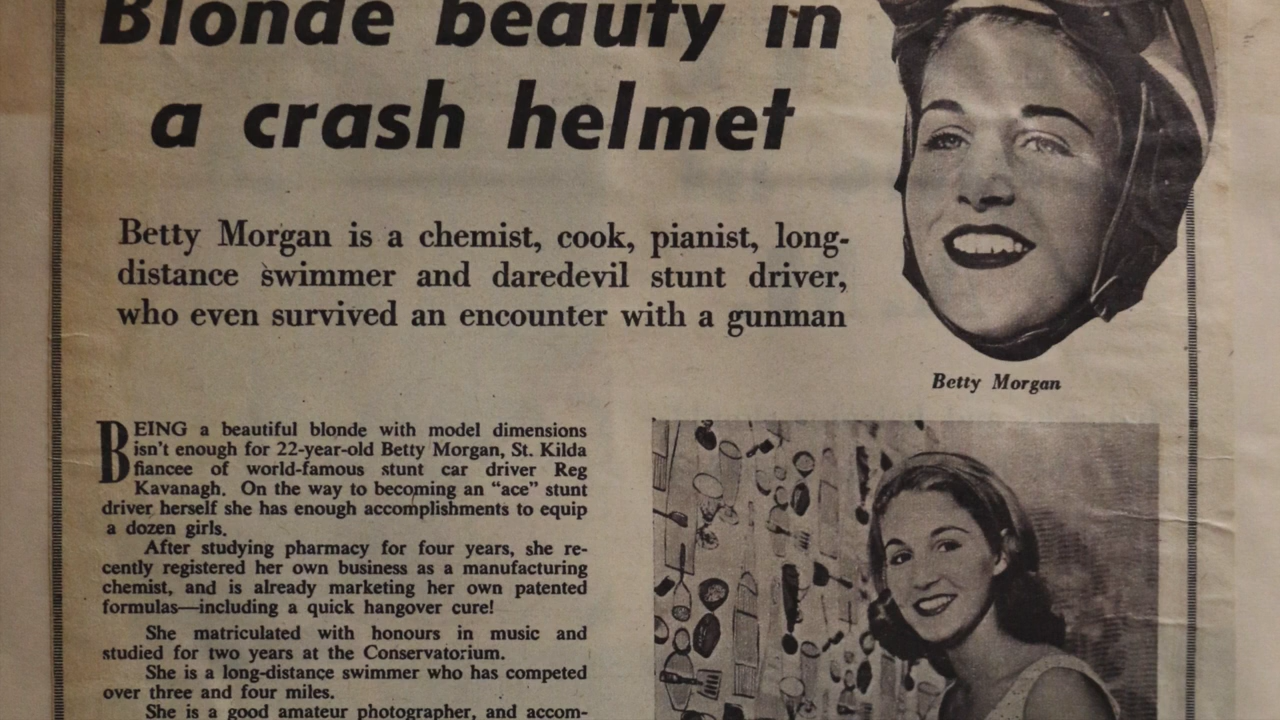 Blonde beauty in
a crash helmet
Betty Morgan is a chemist, cook, pianist, long-
distance swimmer and daredevil stunt driver,
who even survived an encounter with a gunman
Betty Morgan
BEING a beautiful blonde with model dimensions
isn't enough for 22-year-old Betty Morgan, St. Kilda
fiancee of world-famous stunt car driver Reg
Kavanagh. On the way to becoming an "ace" stunt
driver herself she has enough accomplishments to equip
a dozen girls.
After studying pharmacy for four years, she re-
cently registered her own business as a manufacturing
chemist, and is already marketing her own patented
formulas—including a quick hangover cure!
She matriculated with honours in music and
studied for two years at the Conservatorium.
She is a long-distance swimmer who has competed
over three and four miles.
She is a good amateur photographer, and accom-